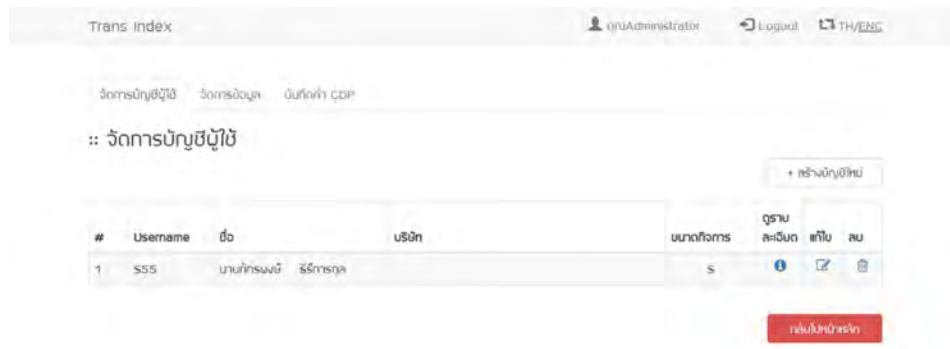 Trans Index คุณAdministrator Logout TH/ENG
จัดการบัญชีผู้ใช้ จัดการข้อมูล บันทึกค่า GDP
:: จัดการบัญชีผู้ใช้
+ สร้างบัญชีใหม่
# Username ชื่อ บริษัท ขนาดกิจการ ดูรายละเอียด แก้ไข ลบ
1 S55 S
กลับไปหน้าหลัก